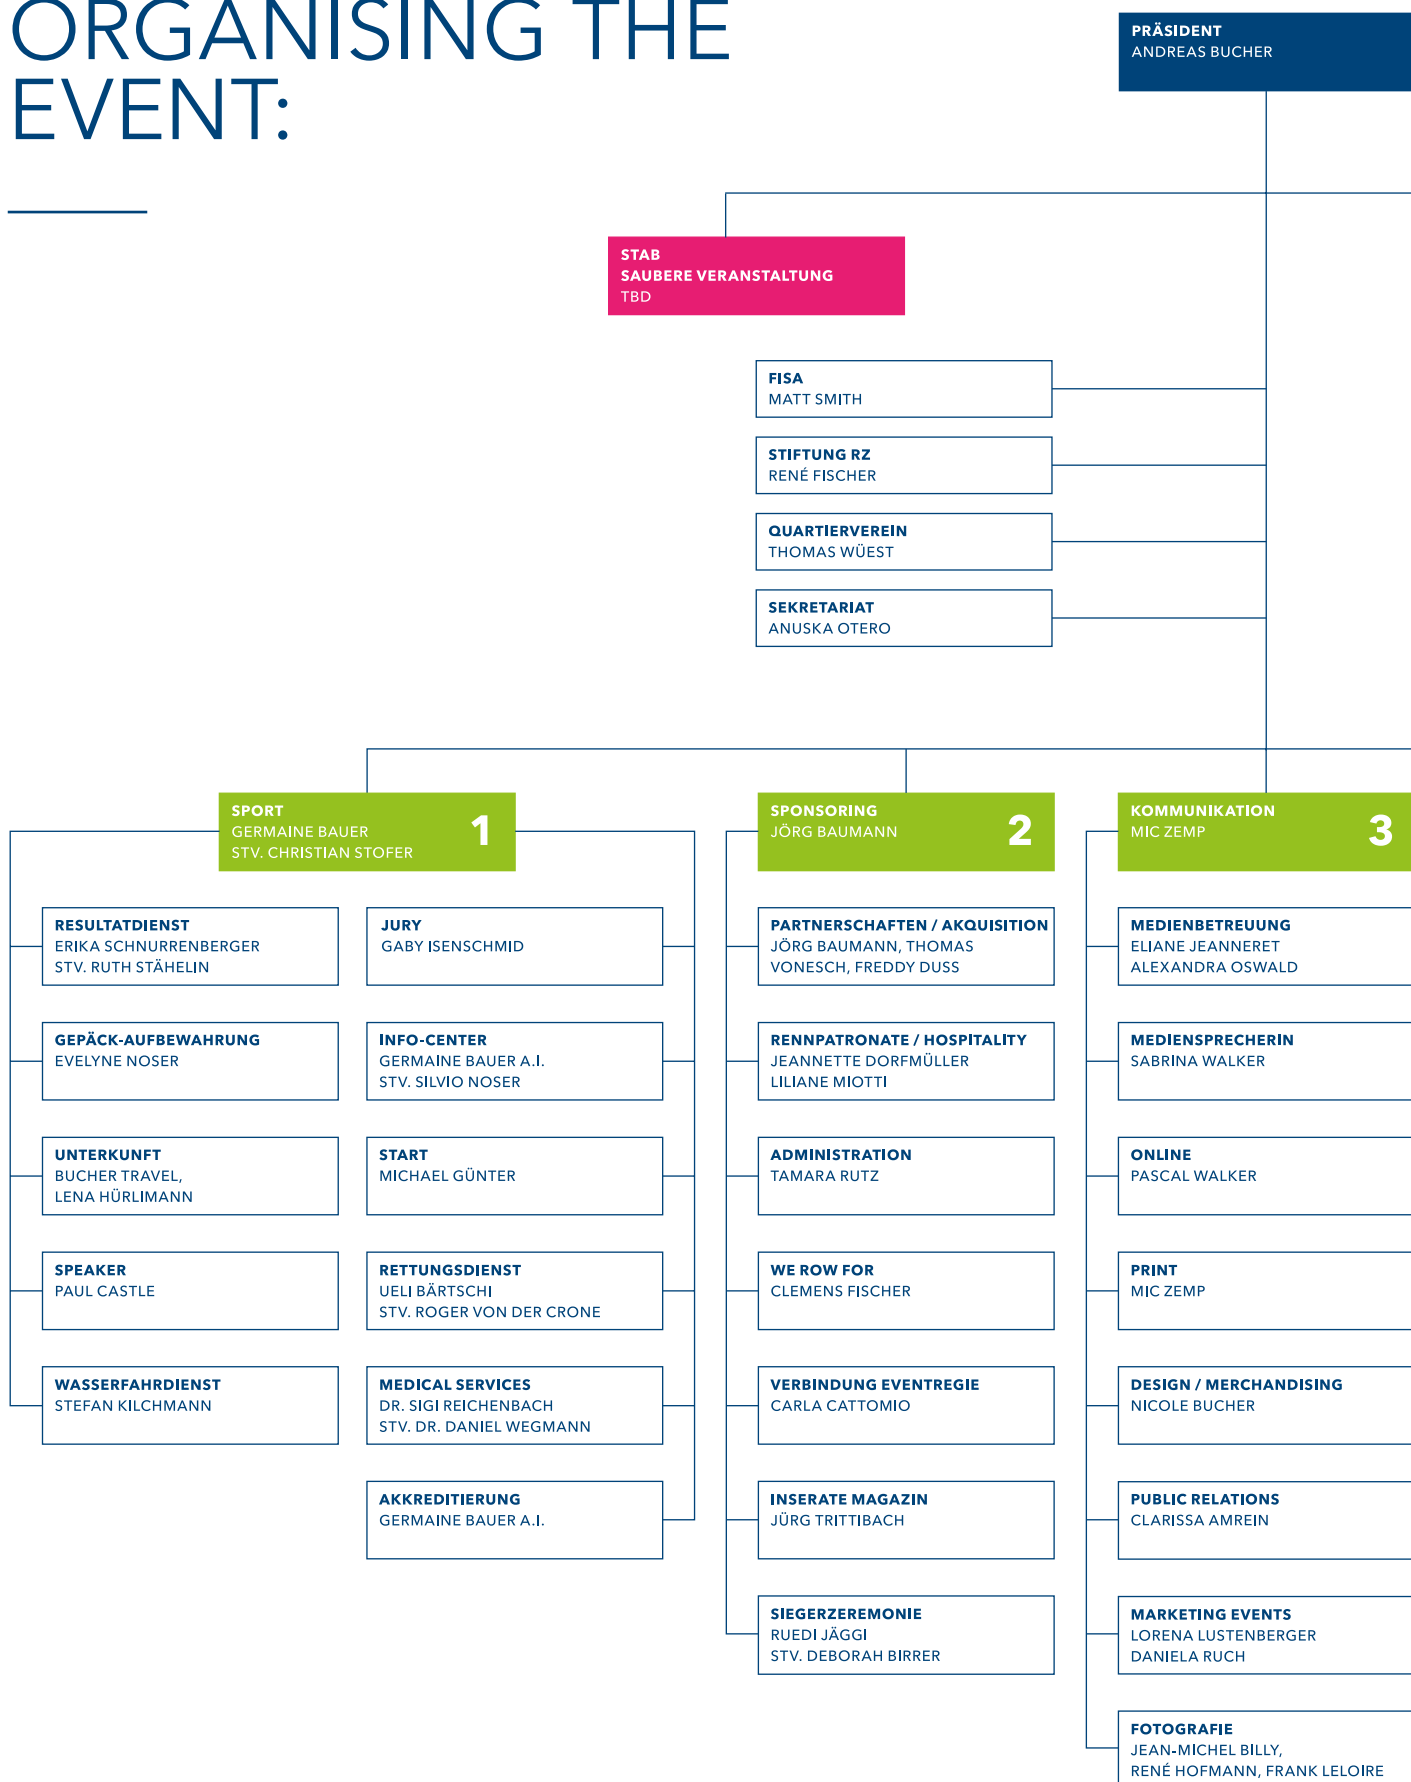 ORGANISING THE
EVENT:
PRÄSIDENT
ANDREAS BUCHER
STAB
SAUBERE VERANSTALTUNG
TBD
FISA
MATT SMITH
STIFTUNG RZ
RENÉ FISCHER
QUARTIERVEREIN
THOMAS WÜEST
SEKRETARIAT
ANUSKA OTERO
SPORT
GERMAINE BAUER
STV. CHRISTIAN STOFER
1
RESULTATDIENST
ERIKA SCHNURRENBERGER
STV. RUTH STÄHELIN
GEPÄCK-AUFBEWAHRUNG
EVELYNE NOSER
UNTERKUNFT
BUCHER TRAVEL,
LENA HÜRLIMANN
SPEAKER
PAUL CASTLE
WASSERFAHRDIENST
STEFAN KILCHMANN
JURY
GABY ISENSCHMID
INFO-CENTER
GERMAINE BAUER A.I.
STV. SILVIO NOSER
START
MICHAEL GÜNTER
RETTUNGSDIENST
UELI BÄRTSCHI
STV. ROGER VON DER CRONE
MEDICAL SERVICES
DR. SIGI REICHENBACH
STV. DR. DANIEL WEGMANN
AKKREDITIERUNG
GERMAINE BAUER A.I.
SPONSORING
JÖRG BAUMANN
2
PARTNERSCHAFTEN / AKQUISITION
JÖRG BAUMANN, THOMAS
VONESCH, FREDDY DUSS
RENNPATRONATE / HOSPITALITY
JEANNETTE DORFMÜLLER
LILIANE MIOTTI
ADMINISTRATION
TAMARA RUTZ
WE ROW FOR
CLEMENS FISCHER
VERBINDUNG EVENTREGIE
CARLA CATTOMIO
INSERATE MAGAZIN
JÜRG TRITTIBACH
SIEGERZEREMONIE
RUEDI JÄGGI
STV. DEBORAH BIRRER
KOMMUNIKATION
MIC ZEMP
3
MEDIENBETREUUNG
ELIANE JEANNERET
ALEXANDRA OSWALD
MEDIENSPRECHERIN
SABRINA WALKER
ONLINE
PASCAL WALKER
PRINT
MIC ZEMP
DESIGN / MERCHANDISING
NICOLE BUCHER
PUBLIC RELATIONS
CLARISSA AMREIN
MARKETING EVENTS
LORENA LUSTENBERGER
DANIELA RUCH
FOTOGRAFIE
JEAN-MICHEL BILLY,
RENÉ HOFMANN, FRANK LELOIRE